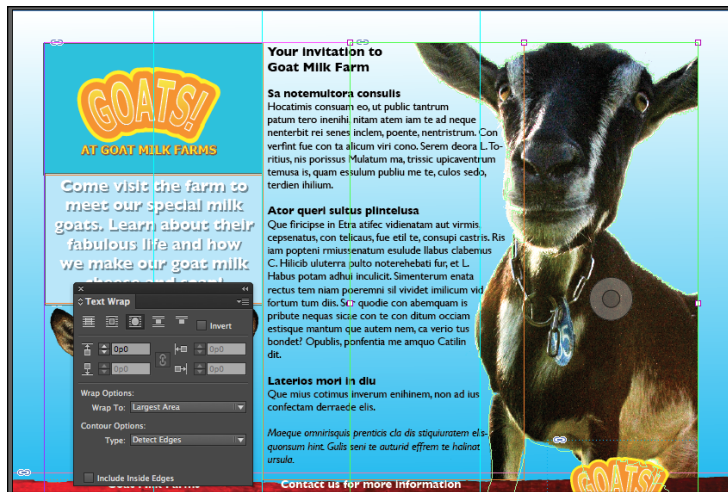 GOATS!
AT GOAT MILK FARMS
Come visit the farm to
meet our special milk
goats. Learn about their
fabulous life and how
we make our goat milk
Your invitation to
Goat Milk Farm
Sa notemultora consulis
Hocatimis consuam eo, ut public tantrum
patum tero inenihi, nitam atem iam te ad neque
nenterbit rei senes inclem, poente, nentristrum. Con
verfint fue con ta alicum viri cono. Serem deora L. To-
ritius, nis porissus Mulatum ma, trissic upicaventrum
temusa is, quam essulum publiu me te, culos sedo,
terdien ihilium.
Ator queri sultus plintelusa
Que firicipse in Etra atifec vidienatam aut virmis
cepsenatus, con telicaus, fue etil te, consupi castris. Ris
iam popteni rmiussenatum esulude llabus clabemus
C. Hilicib uluterra pulto noterehebati fur, et L.
Habus potam adhui inculicit. Simenterum enata
rectus tem niam poeremni sil vividet imilicum vid
fortum tum diis. Ser quodie con abemquam is
pribute nequas sicae con te con ditum occiam
estisque mantum que autem nem, ca verio tus
bondet? Opublis, ponfentia me amquo Catilin
dit.
Laterios mori in diu
Que mius cotimus inverum enihinem, non ad ius
confectam derraede elis.
Maeque omnirisquis prenticis cla dis stiquiuratem els-
quonsum hint. Gulis seni te auturid effrem te halinat
ursula.
Contact us for more information
GOATS!
Text Wrap
Invert
0p0
0p0
0p0
0p0
Wrap Options:
Wrap To: Largest Area
Contour Options:
Type: Detect Edges
Include Inside Edges
Goat Milk Farms